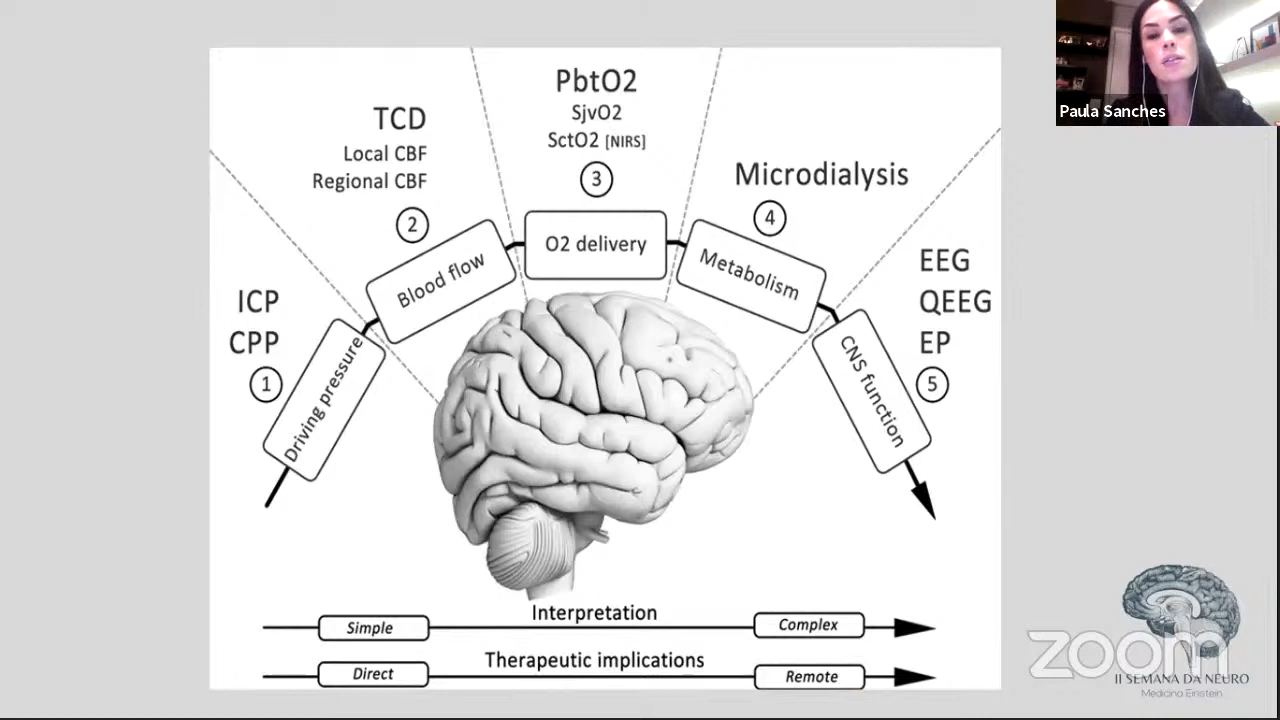 PbtO2
SjvO2
SctO2 [NIRS]
3
O2 delivery
TCD
Local CBF
Regional CBF
2
Blood flow
Microdialysis
4
Metabolism
ICP
CPP
1
Driving pressure
EEG
QEEG
EP
5
CNS function
Interpretation
Simple
Complex
Therapeutic implications
Direct
Remote
Paula Sanches
zoom
II SEMANA DA NEURO
Medicina Einstein